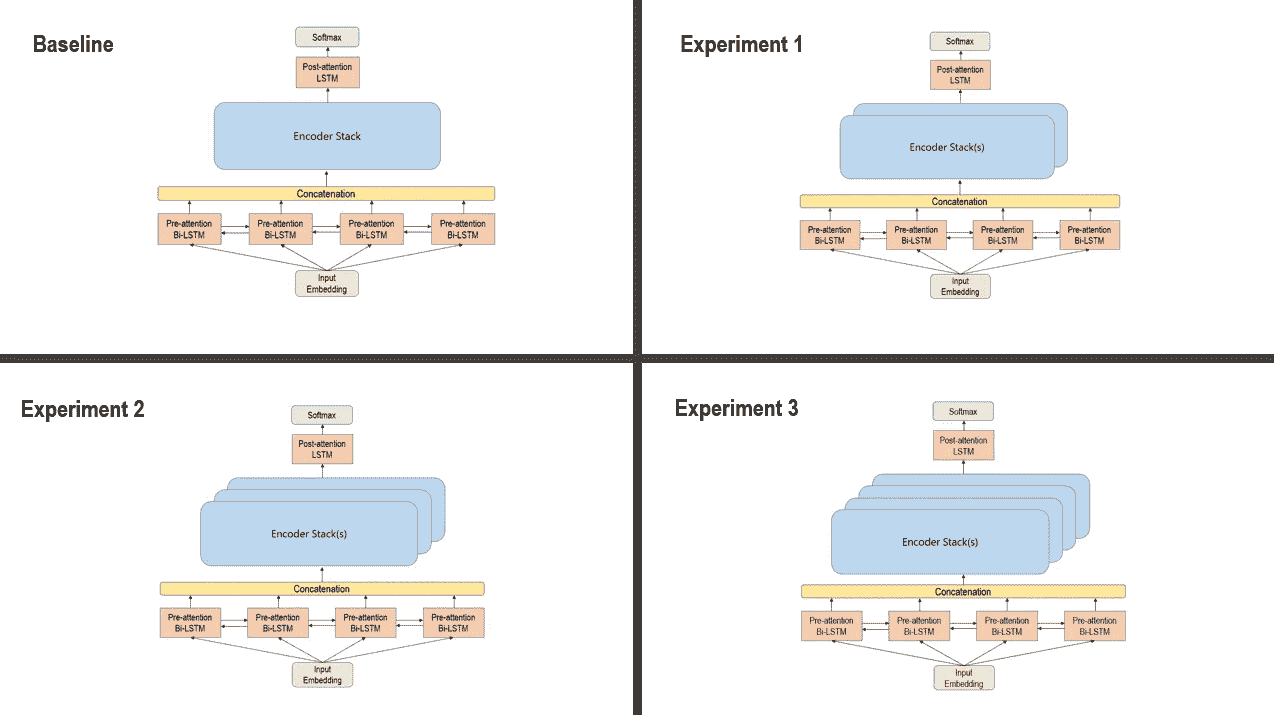 Baseline
Softmax
Post-attention
LSTM
Encoder Stack
Concatenation
Pre-attention
Bi-LSTM
Pre-attention
Bi-LSTM
Pre-attention
Bi-LSTM
Pre-attention
Bi-LSTM
Input
Embedding
Experiment 1
Softmax
Post-attention
LSTM
Encoder Stack(s)
Concatenation
Pre-attention
Bi-LSTM
Pre-attention
Bi-LSTM
Pre-attention
Bi-LSTM
Pre-attention
Bi-LSTM
Input
Embedding
Experiment 2
Softmax
Post-attention
LSTM
Encoder Stack(s)
Concatenation
Pre-attention
Bi-LSTM
Pre-attention
Bi-LSTM
Pre-attention
Bi-LSTM
Pre-attention
Bi-LSTM
Input
Embedding
Experiment 3
Softmax
Post-attention
LSTM
Encoder Stack(s)
Concatenation
Pre-attention
Bi-LSTM
Pre-attention
Bi-LSTM
Pre-attention
Bi-LSTM
Pre-attention
Bi-LSTM
Input
Embedding